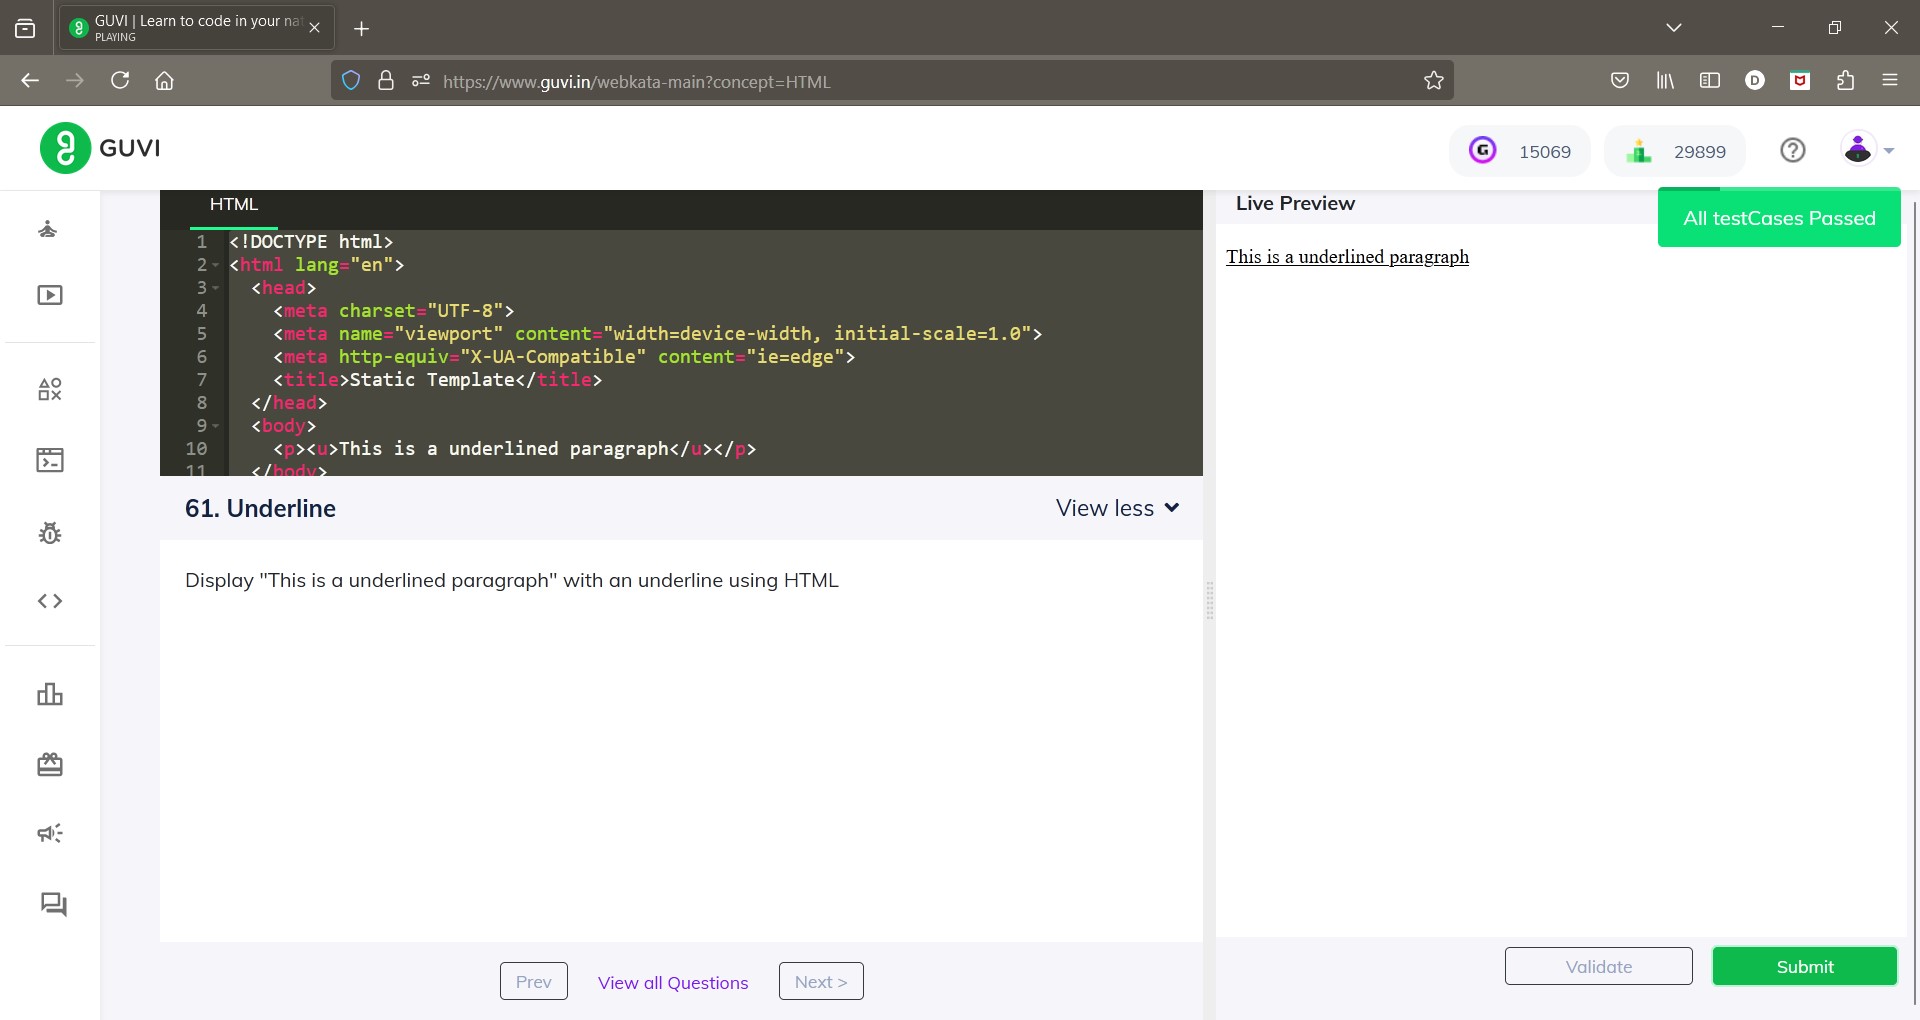 GUVI | Learn to code in your nat
PLAYING
https://www.guvi.in/webkata-main?concept=HTML
D
GUVI
G
15069
29899
HTML
Live Preview
All testCases Passed
1 <!DOCTYPE html>
2 <html lang="en">
3 <head>
4 <meta charset="UTF-8">
5 <meta name="viewport" content="width=device-width, initial-scale=1.0">
6 <meta http-equiv="X-UA-Compatible" content="ie=edge">
7 <title>Static Template</title>
8 </head>
9 <body>
10 <p><u>This is a underlined paragraph</u></p>
11 </body>
This is a underlined paragraph
61. Underline
View less
Display "This is a underlined paragraph" with an underline using HTML
Prev
View all Questions
Next >
Validate
Submit